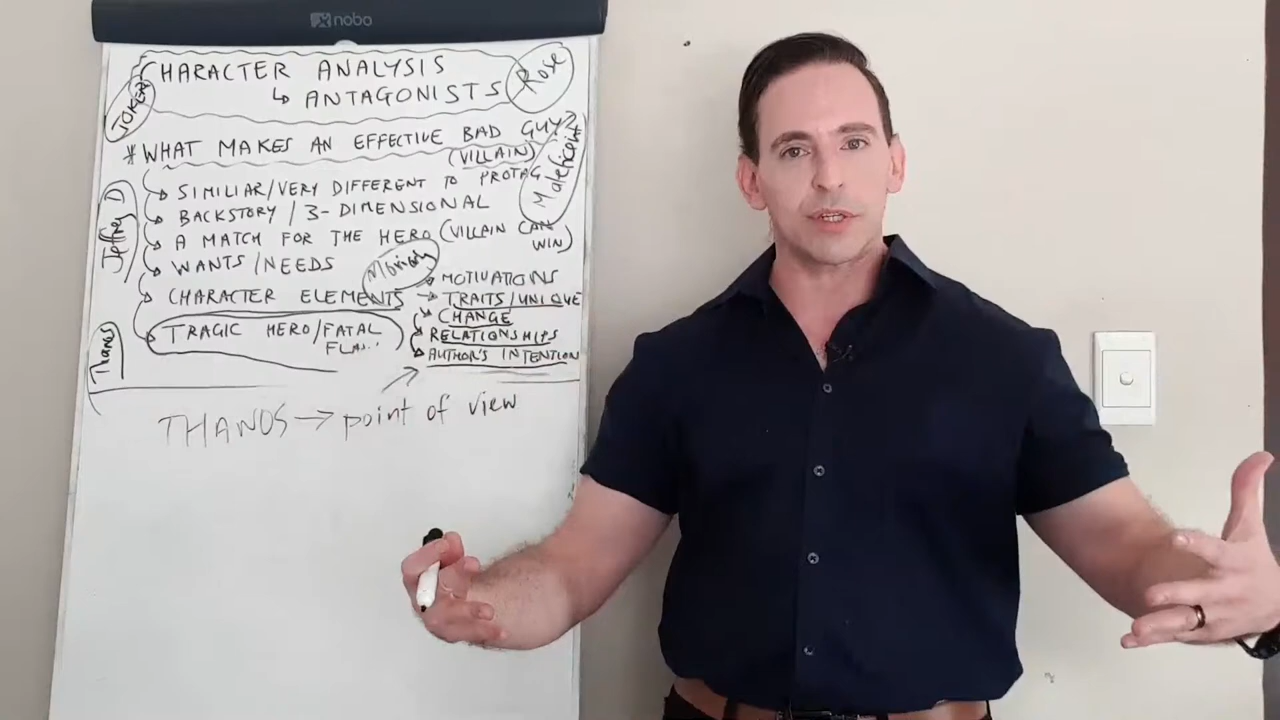 nobo
CHARACTER ANALYSIS
↳ ANTAGONISTS
Rose
JOKER
* WHAT MAKES AN EFFECTIVE BAD GUY?
(VILLAIN)
Maleficent
SIMILIAR/VERY DIFFERENT TO PROTAG
BACKSTORY / 3-DIMENSIONAL
A MATCH FOR THE HERO (VILLAIN CAN WIN)
Jeffrey D
WANTS/NEEDS
Moriarty
MOTIVATIONS
CHARACTER ELEMENTS → TRAITS/UNIQUE
CHANGE
TRAGIC HERO/FATAL
RELATIONSHIPS
AUTHOR'S INTENTION
Thanos
THANOS → point of view